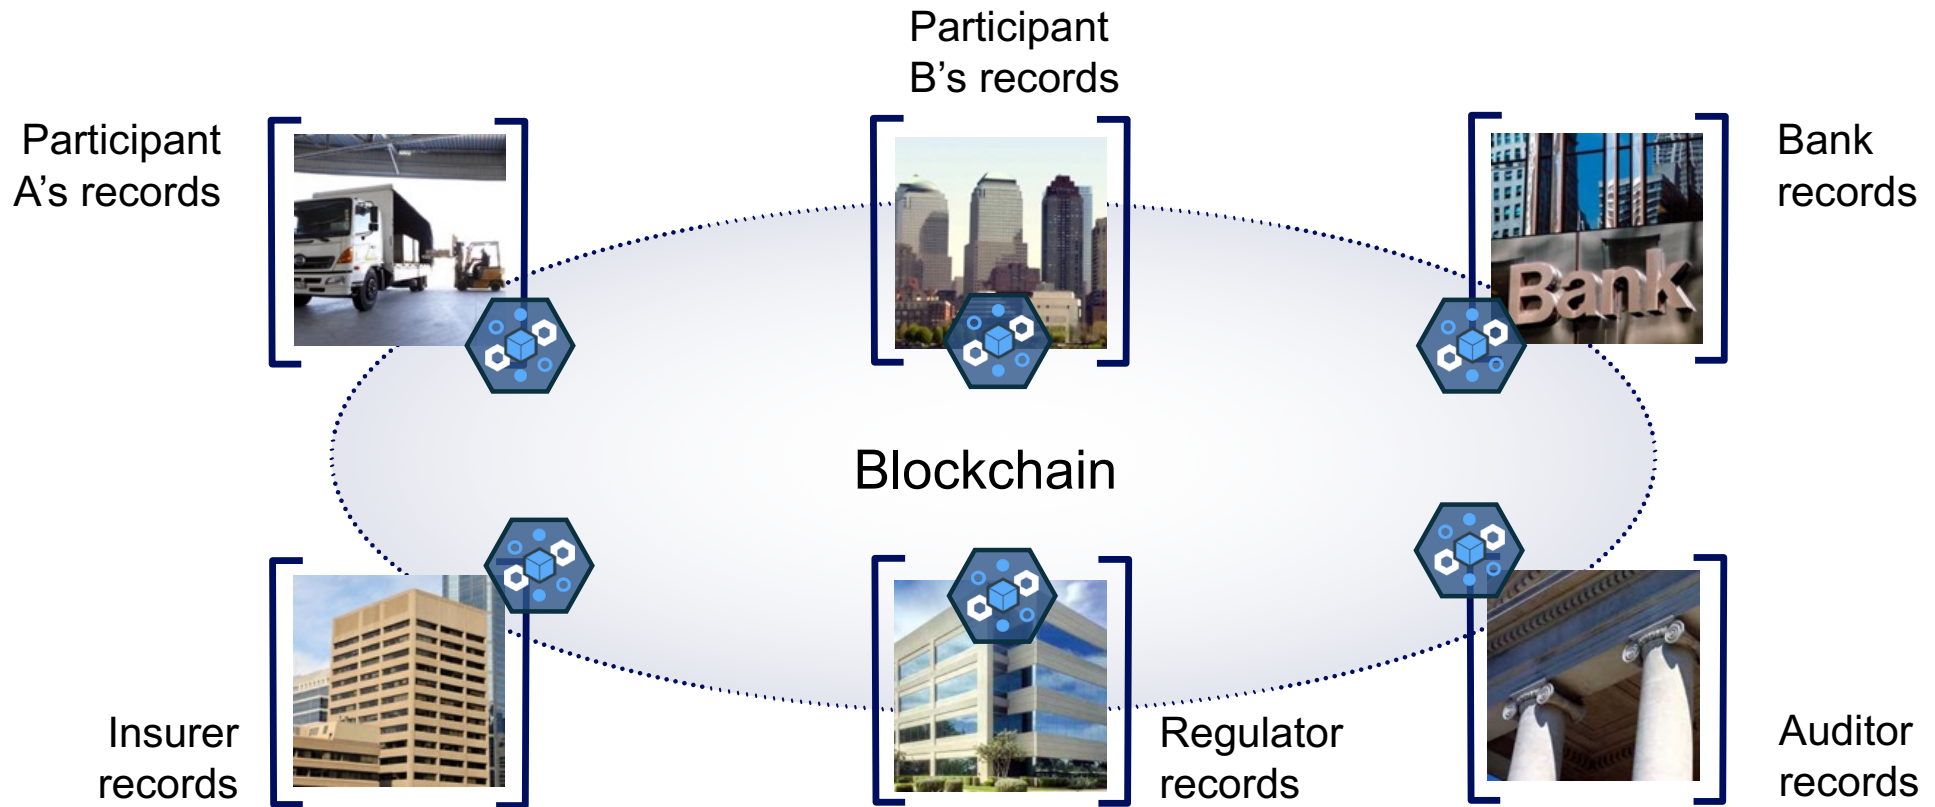 Participant
B’s records
Participant
A’s records
Bank
records
Bank
Blockchain
Insurer
records
Regulator
records
Auditor
records